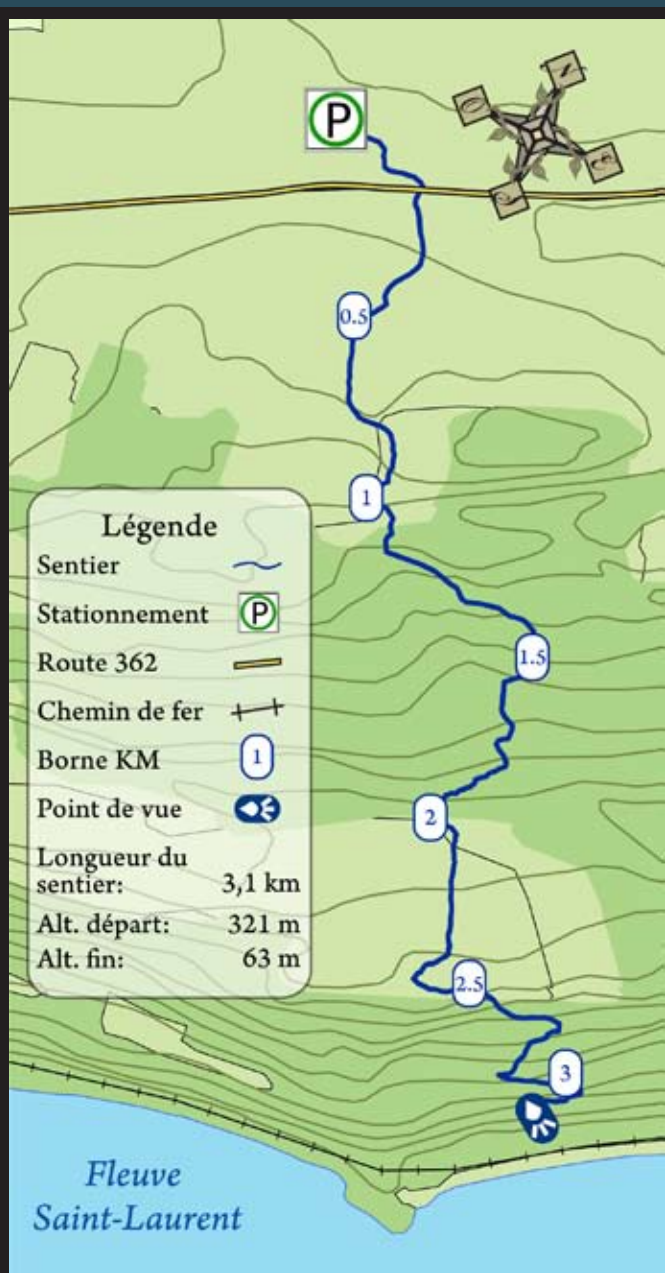 P
N
O
E
S
0.5
1
Légende
Sentier
Stationnement P
Route 362
Chemin de fer
Borne KM 1
Point de vue
Longueur du
sentier: 3,1 km
Alt. départ: 321 m
Alt. fin: 63 m
1.5
2
2.5
3
Fleuve
Saint-Laurent